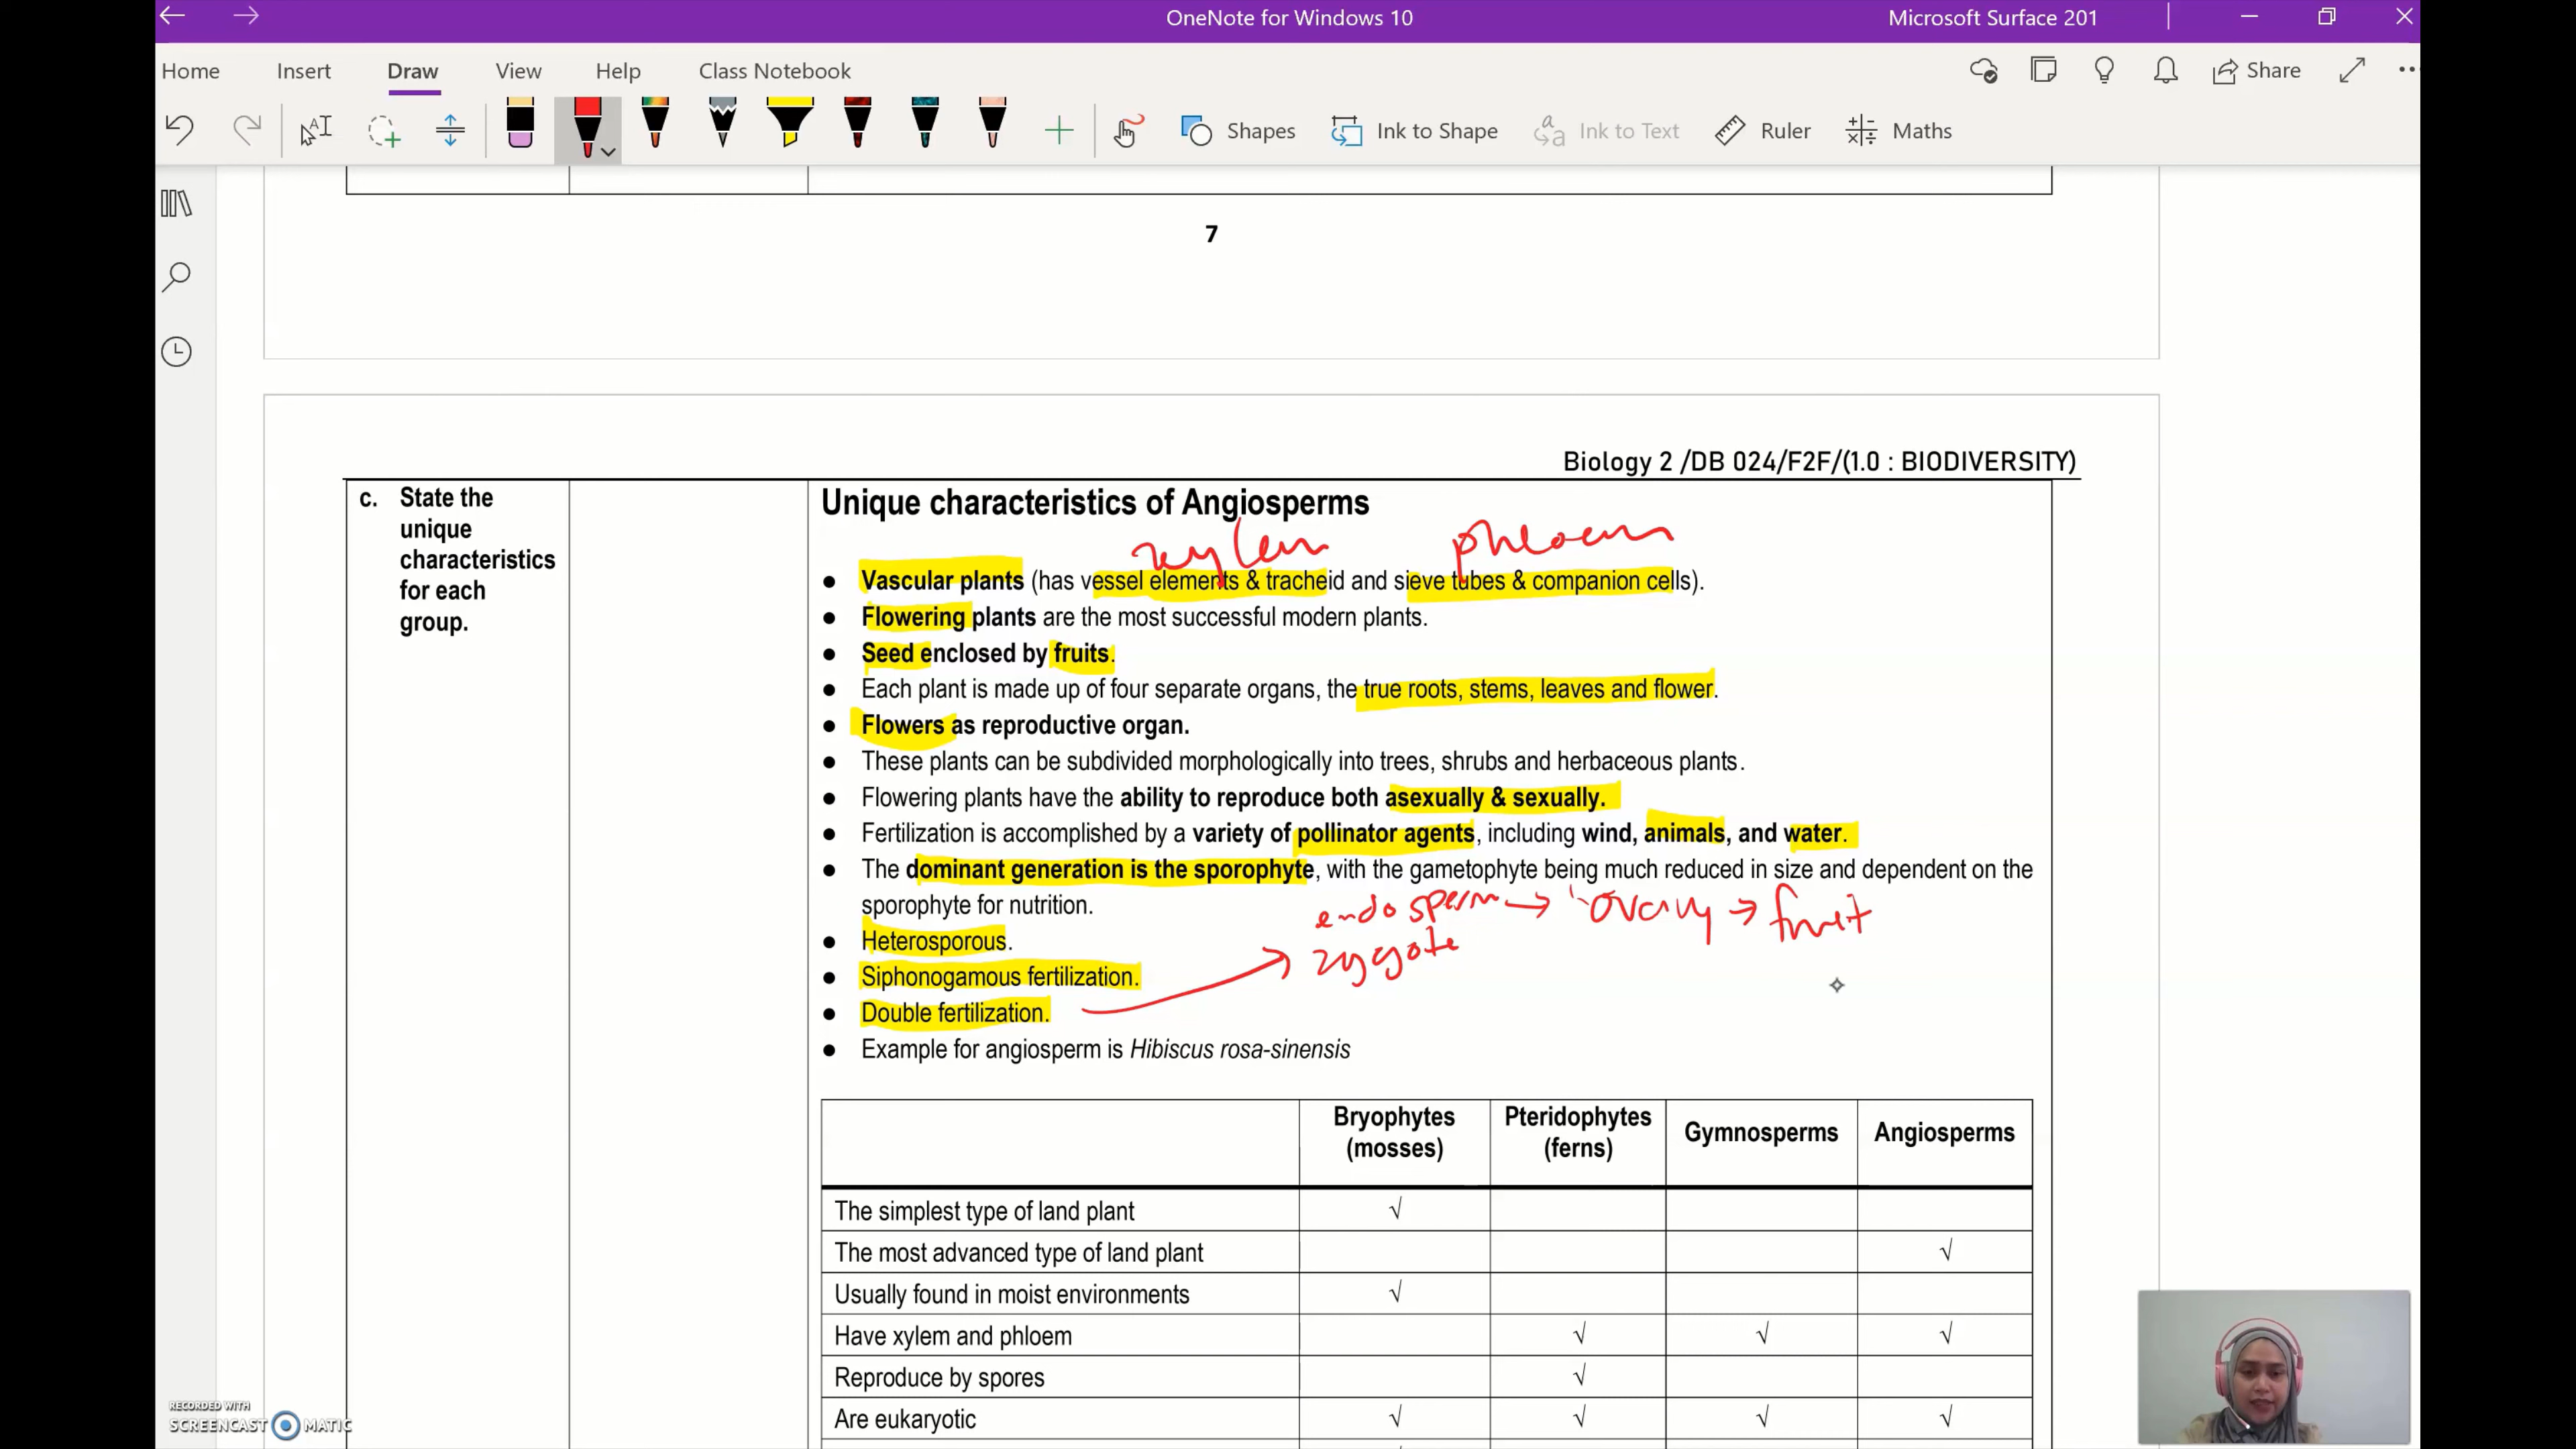 OneNote for Windows 10
Microsoft Surface 201
Home Insert Draw View Help Class Notebook
Share
Shapes Ink to Shape Ink to Text Ruler Maths
7
Biology 2 /DB 024/F2F/(1.0 : BIODIVERSITY)
c. State the
unique
characteristics
for each
group.
Unique characteristics of Angiosperms
xylem phloem
● Vascular plants (has vessel elements & tracheid and sieve tubes & companion cells).
● Flowering plants are the most successful modern plants.
● Seed enclosed by fruits.
● Each plant is made up of four separate organs, the true roots, stems, leaves and flower.
● Flowers as reproductive organ.
● These plants can be subdivided morphologically into trees, shrubs and herbaceous plants.
● Flowering plants have the ability to reproduce both asexually & sexually.
● Fertilization is accomplished by a variety of pollinator agents, including wind, animals, and water.
● The dominant generation is the sporophyte, with the gametophyte being much reduced in size and dependent on the
sporophyte for nutrition.
endosperm → ovary → fruit
● Heterosporous.
zygote
● Siphonogamous fertilization.
● Double fertilization.
● Example for angiosperm is Hibiscus rosa-sinensis
Bryophytes (mosses) Pteridophytes (ferns) Gymnosperms Angiosperms
The simplest type of land plant √
The most advanced type of land plant √
Usually found in moist environments √
Have xylem and phloem √ √ √
Reproduce by spores √
Are eukaryotic √ √ √ √
RECORDED WITH
SCREENCAST MATIC